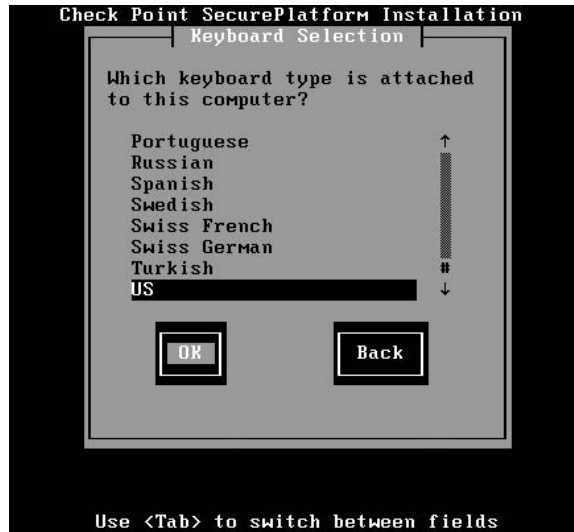 Check Point SecurePlatform Installation
Keyboard Selection
Which keyboard type is attached
to this computer?
Portuguese ↑
Russian
Spanish
Swedish
Swiss French
Swiss German
Turkish #
US ↓
OK Back
Use <Tab> to switch between fields